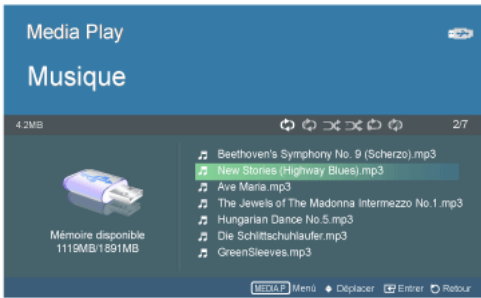 Media Play
Musique
4.2MB
2/7
Beethoven's Symphony No. 9 (Scherzo).mp3
New Stories (Highway Blues).mp3
Ave Maria.mp3
The Jewels of The Madonna Intermezzo No.1.mp3
Hungarian Dance No.5.mp3
Die Schlittschuhlaufer.mp3
GreenSleeves.mp3
Mémoire disponible
1119MB/1891MB
MEDIA.P Menú Déplacer Entrer Retour